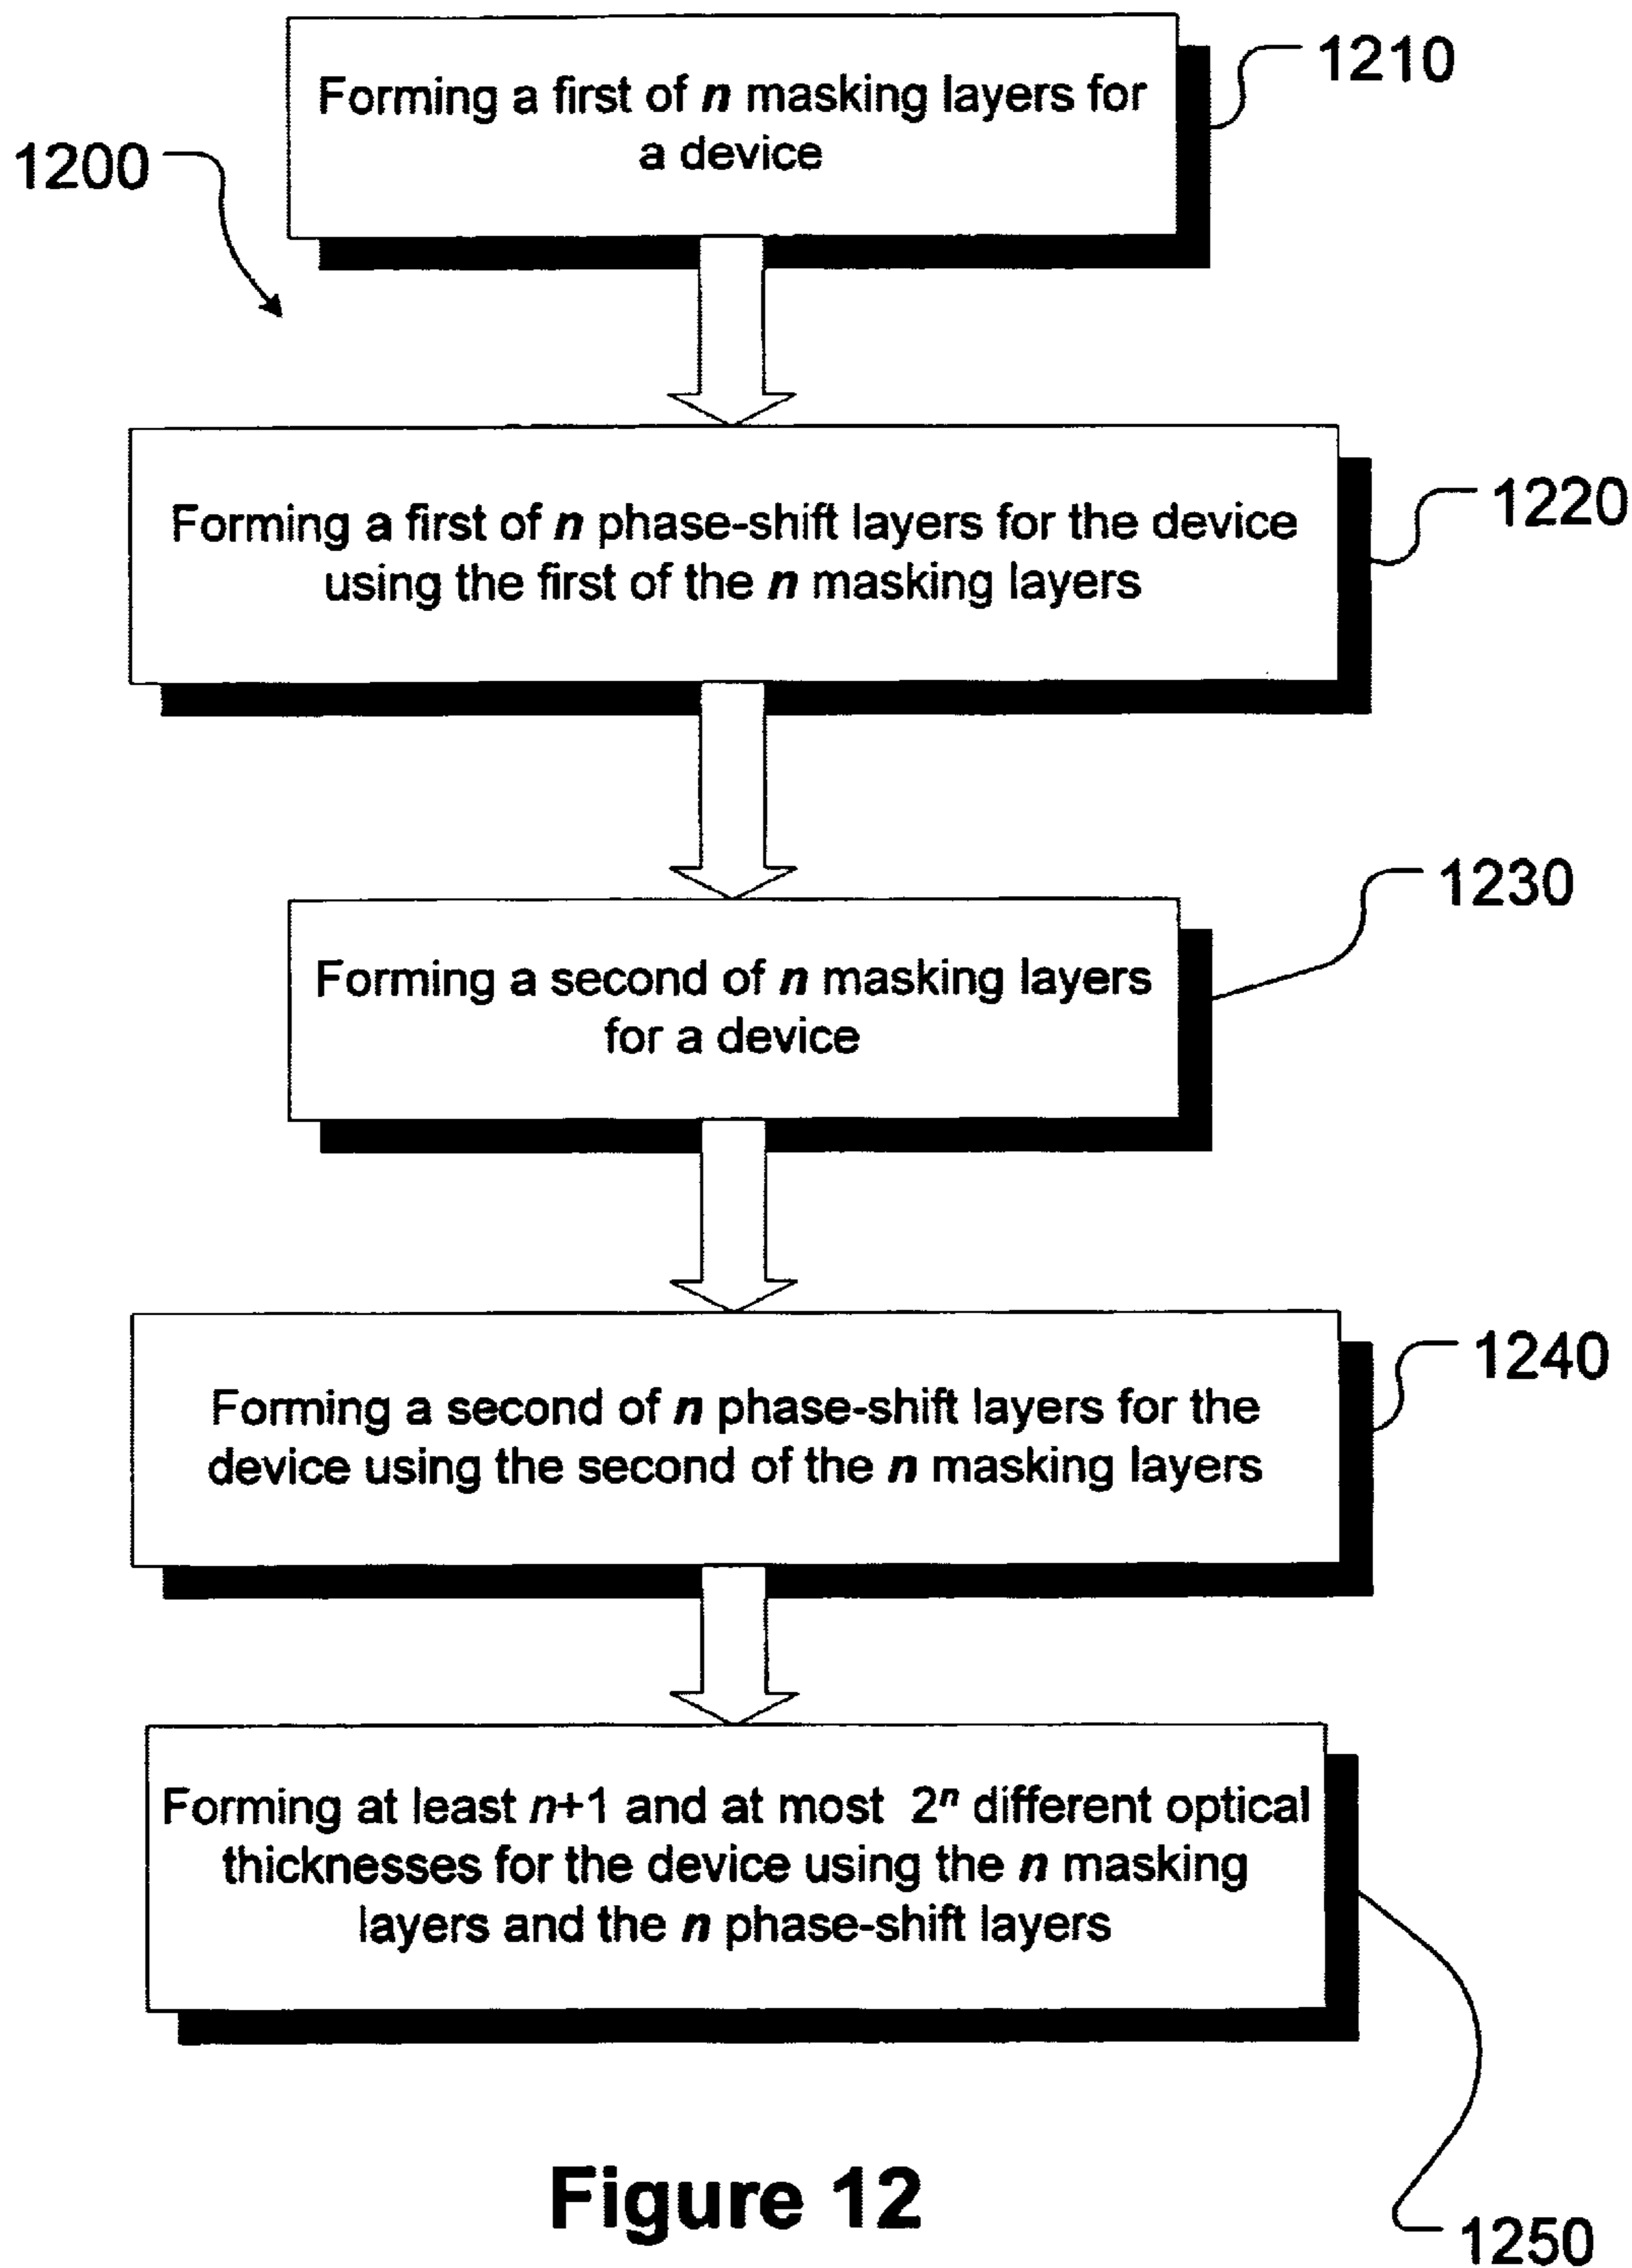 Forming a first of n masking layers for
a device
1210
1200
Forming a first of n phase-shift layers for the device
using the first of the n masking layers
1220
Forming a second of n masking layers
for a device
1230
Forming a second of n phase-shift layers for the
device using the second of the n masking layers
1240
Forming at least n+1 and at most 2ⁿ different optical
thicknesses for the device using the n masking
layers and the n phase-shift layers
1250
Figure 12